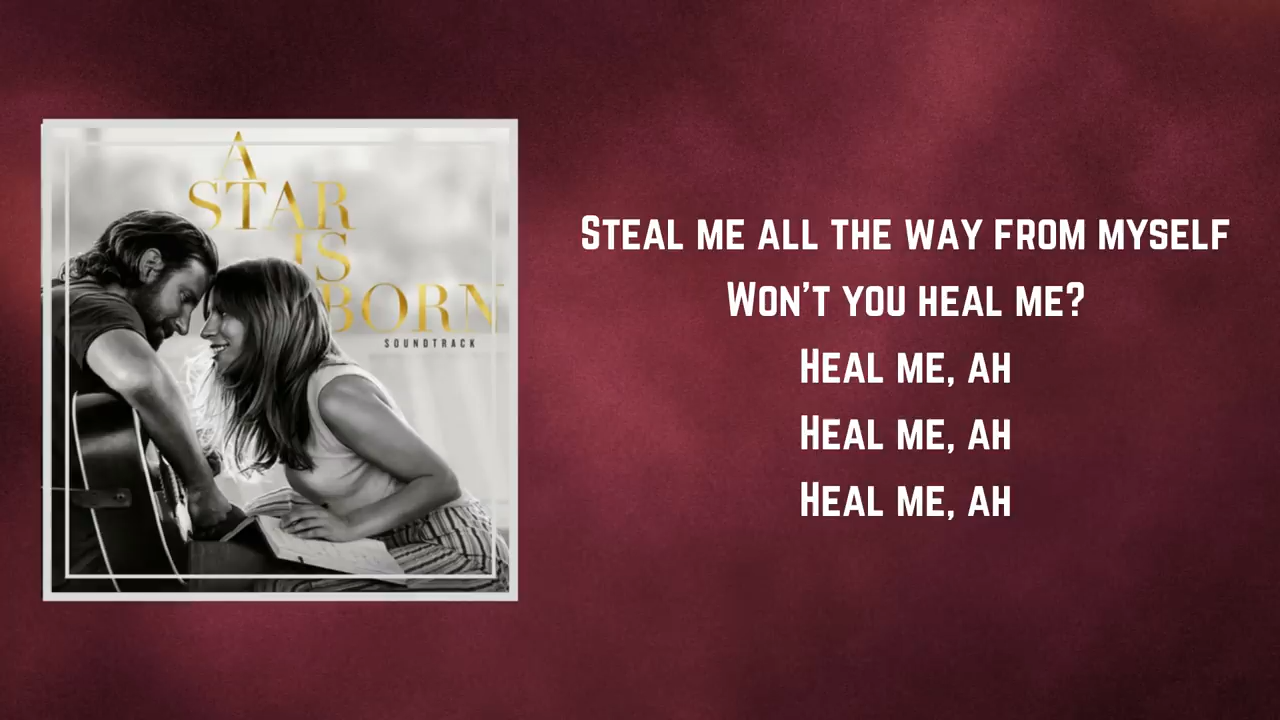 A
STAR
IS
BORN
SOUNDTRACK
STEAL ME ALL THE WAY FROM MYSELF
WON'T YOU HEAL ME?
HEAL ME, AH
HEAL ME, AH
HEAL ME, AH